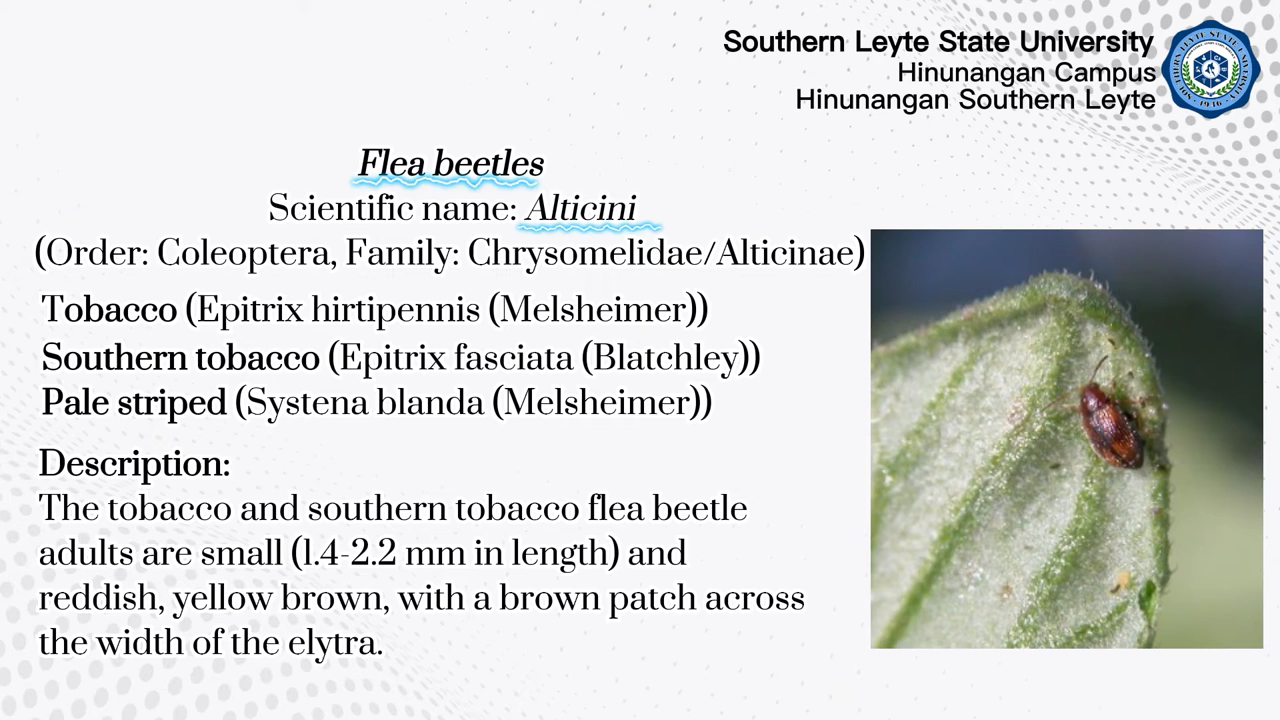 Southern Leyte State University
Hinunangan Campus
Hinunangan Southern Leyte
Flea beetles
Scientific name: Alticini
(Order: Coleoptera, Family: Chrysomelidae/Alticinae)
Tobacco (Epitrix hirtipennis (Melsheimer))
Southern tobacco (Epitrix fasciata (Blatchley))
Pale striped (Systena blanda (Melsheimer))
Description:
The tobacco and southern tobacco flea beetle
adults are small (1.4-2.2 mm in length) and
reddish, yellow brown, with a brown patch across
the width of the elytra.